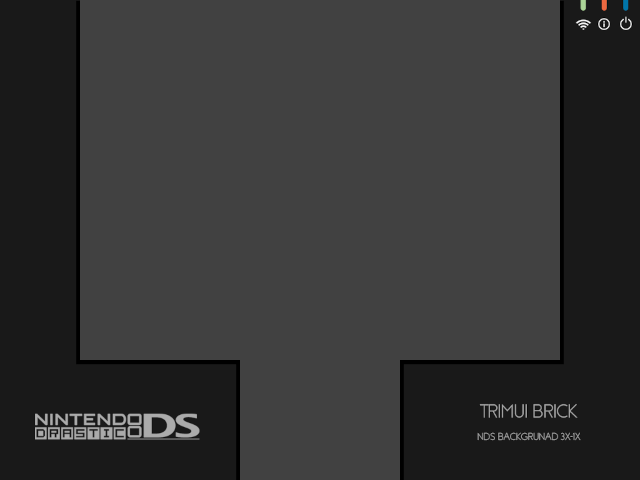 NINTENDO DS
DRASTIC
TRIMUI BRICK
NDS BACKGRUNAD 3X-1X